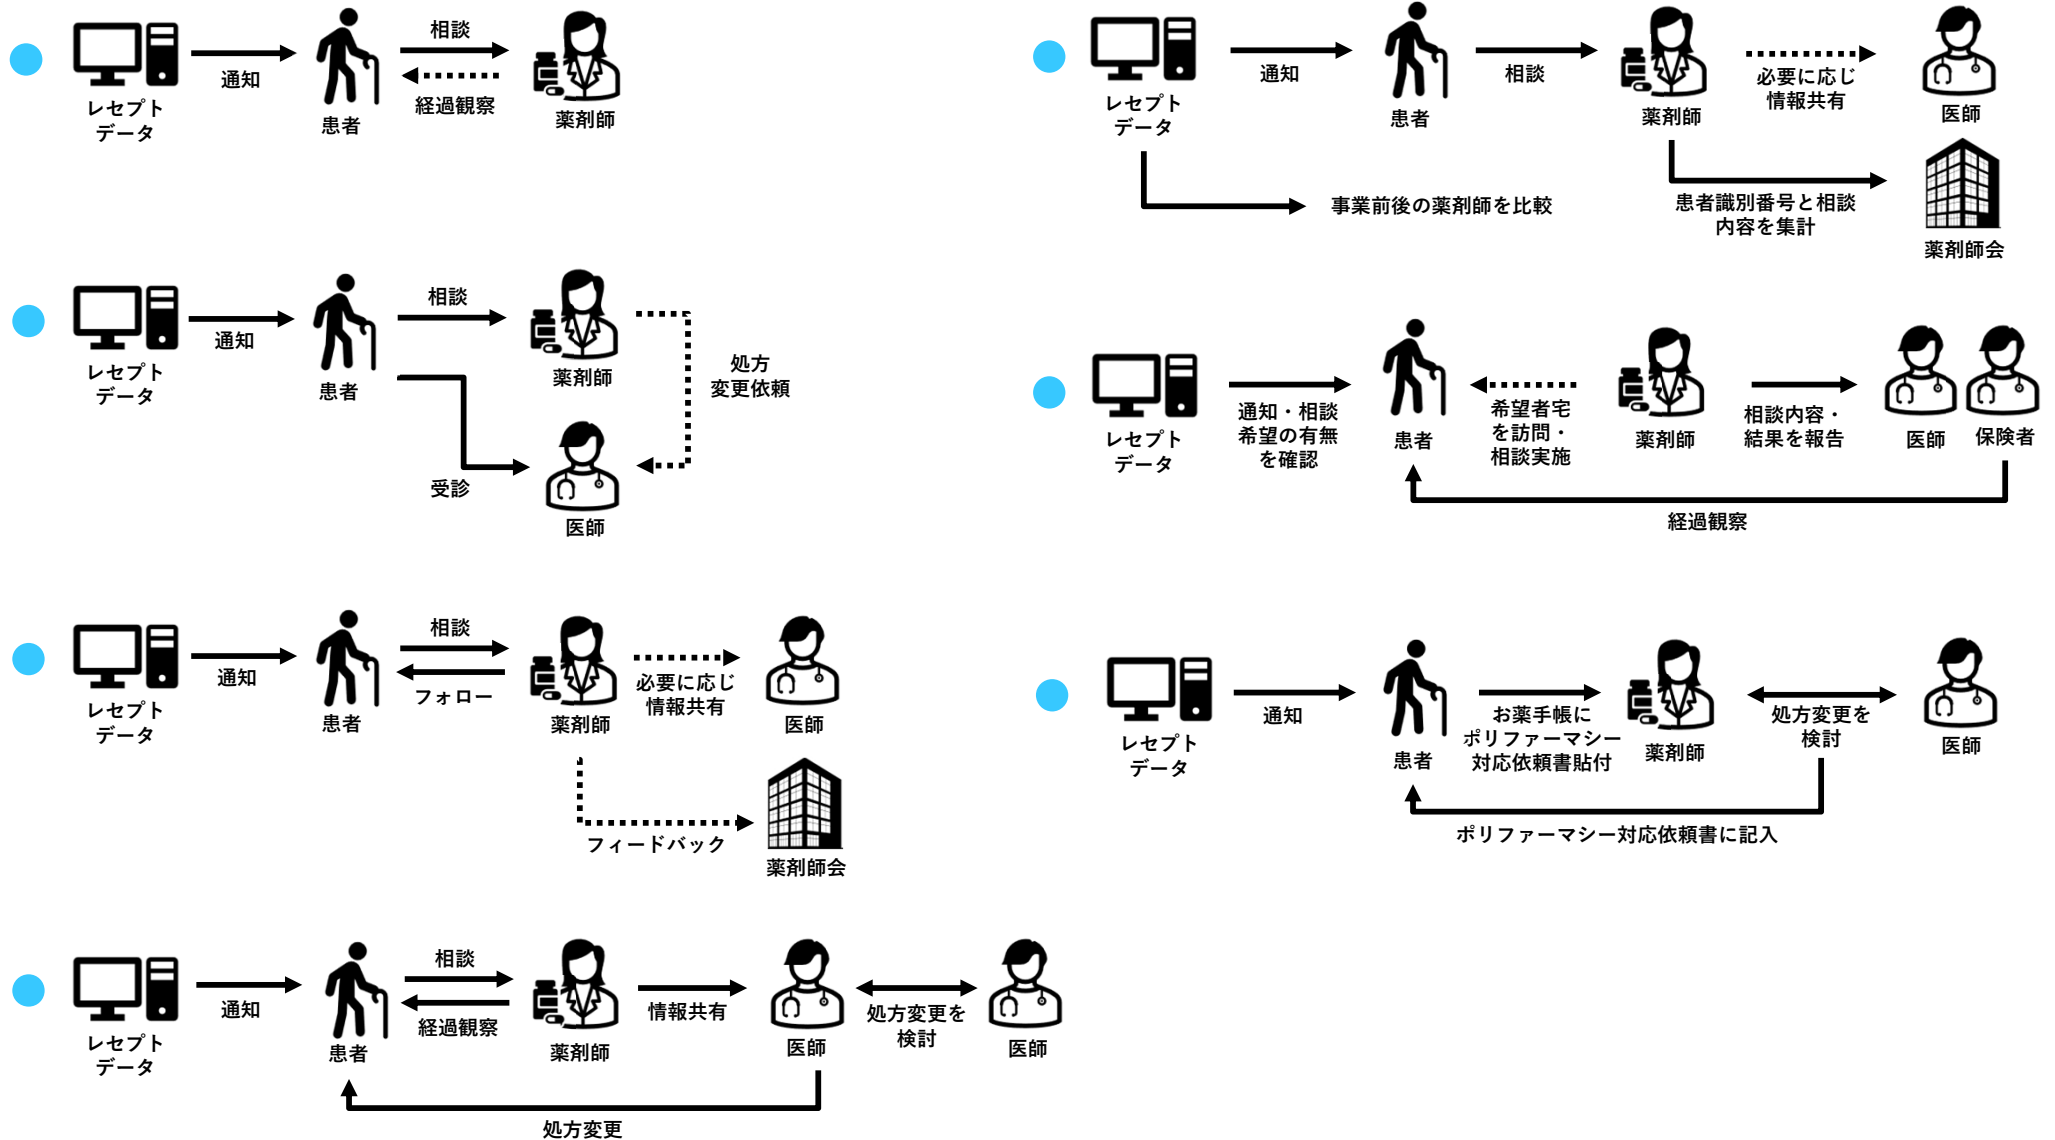 レセプト
データ
通知
患者
相談
経過観察
薬剤師
レセプト
データ
通知
患者
相談
受診
薬剤師
医師
処方
変更依頼
レセプト
データ
通知
患者
相談
フォロー
薬剤師
必要に応じ
情報共有
医師
フィードバック
薬剤師会
レセプト
データ
通知
患者
相談
経過観察
薬剤師
情報共有
医師
処方変更を
検討
医師
処方変更
レセプト
データ
通知
患者
相談
薬剤師
必要に応じ
情報共有
医師
事業前後の薬剤師を比較
患者識別番号と相談
内容を集計
薬剤師会
レセプト
データ
通知・相談
希望の有無
を確認
患者
希望者宅
を訪問・
相談実施
薬剤師
相談内容・
結果を報告
医師
保険者
経過観察
レセプト
データ
通知
患者
お薬手帳に
ポリファーマシー
対応依頼書貼付
薬剤師
処方変更を
検討
医師
ポリファーマシー対応依頼書に記入